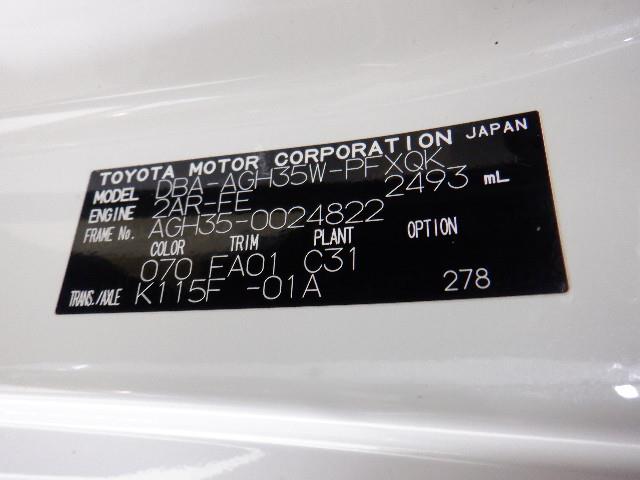 TOYOTA MOTOR CORPORATION JAPAN
MODEL DBA-AGH35W-PFXQK
ENGINE 2AR-FE 2493 mL
FRAME No. AGH35-0024822
COLOR TRIM PLANT OPTION
070 FA01 C31
TRANS./AXLE K115F -01A 278